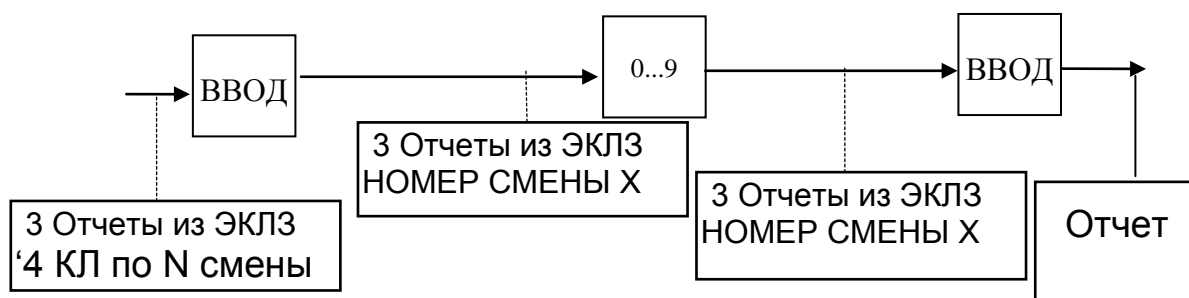 ВВОД
0...9
ВВОД
3 Отчеты из ЭКЛЗ
НОМЕР СМЕНЫ X
3 Отчеты из ЭКЛЗ
НОМЕР СМЕНЫ X
3 Отчеты из ЭКЛЗ
‘4 КЛ по N смены
Отчет